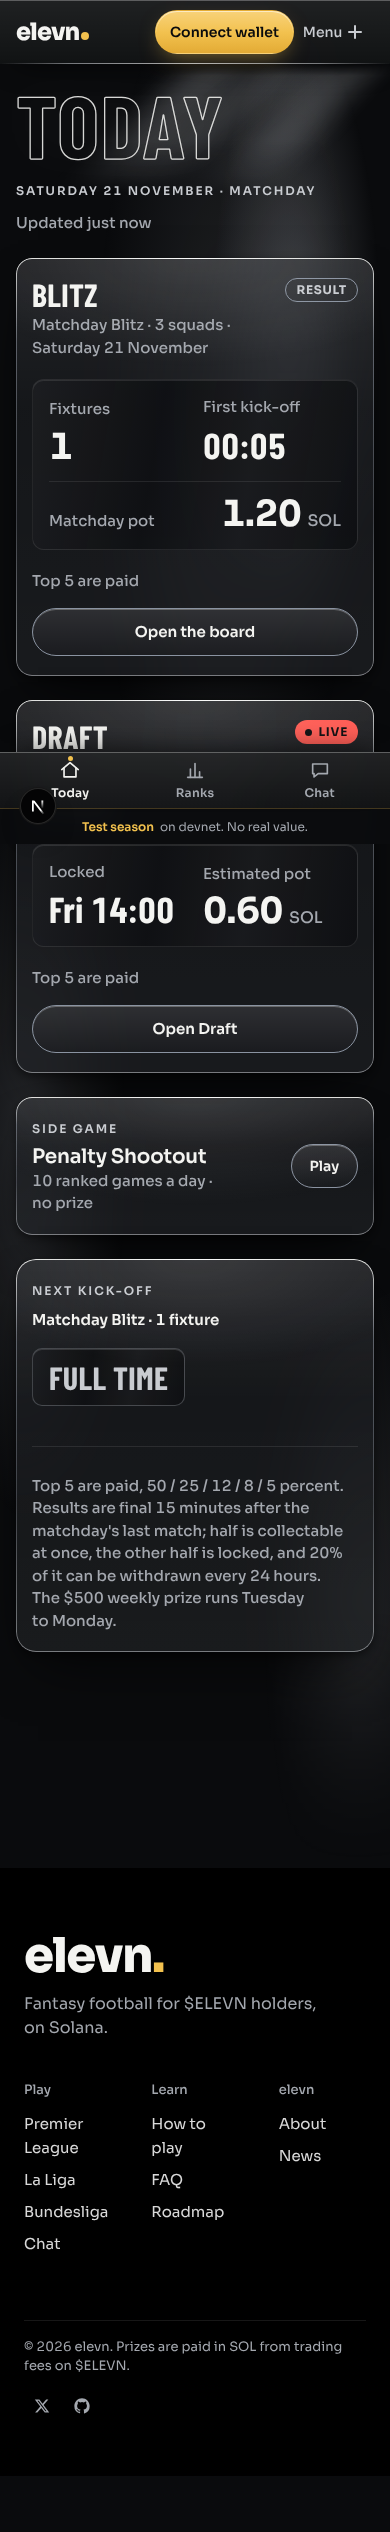 elevn.
Connect wallet
Menu
TODAY
SATURDAY 21 NOVEMBER · MATCHDAY
Updated just now
BLITZ
RESULT
Matchday Blitz · 3 squads ·
Saturday 21 November
Fixtures
First kick-off
1
00:05
Matchday pot
1.20 SOL
Top 5 are paid
Open the board
DRAFT
LIVE
Today
Ranks
Chat
N
Test season on devnet. No real value.
Locked
Estimated pot
Fri 14:00
0.60 SOL
Top 5 are paid
Open Draft
SIDE GAME
Penalty Shootout
10 ranked games a day ·
no prize
Play
NEXT KICK-OFF
Matchday Blitz · 1 fixture
FULL TIME
Top 5 are paid, 50 / 25 / 12 / 8 / 5 percent.
Results are final 15 minutes after the
matchday's last match; half is collectable
at once, the other half is locked, and 20%
of it can be withdrawn every 24 hours.
The $500 weekly prize runs Tuesday
to Monday.
elevn.
Fantasy football for $ELEVN holders,
on Solana.
Play
Learn
elevn
Premier
League
How to
play
About
La Liga
FAQ
News
Bundesliga
Roadmap
Chat
© 2026 elevn. Prizes are paid in SOL from trading
fees on $ELEVN.